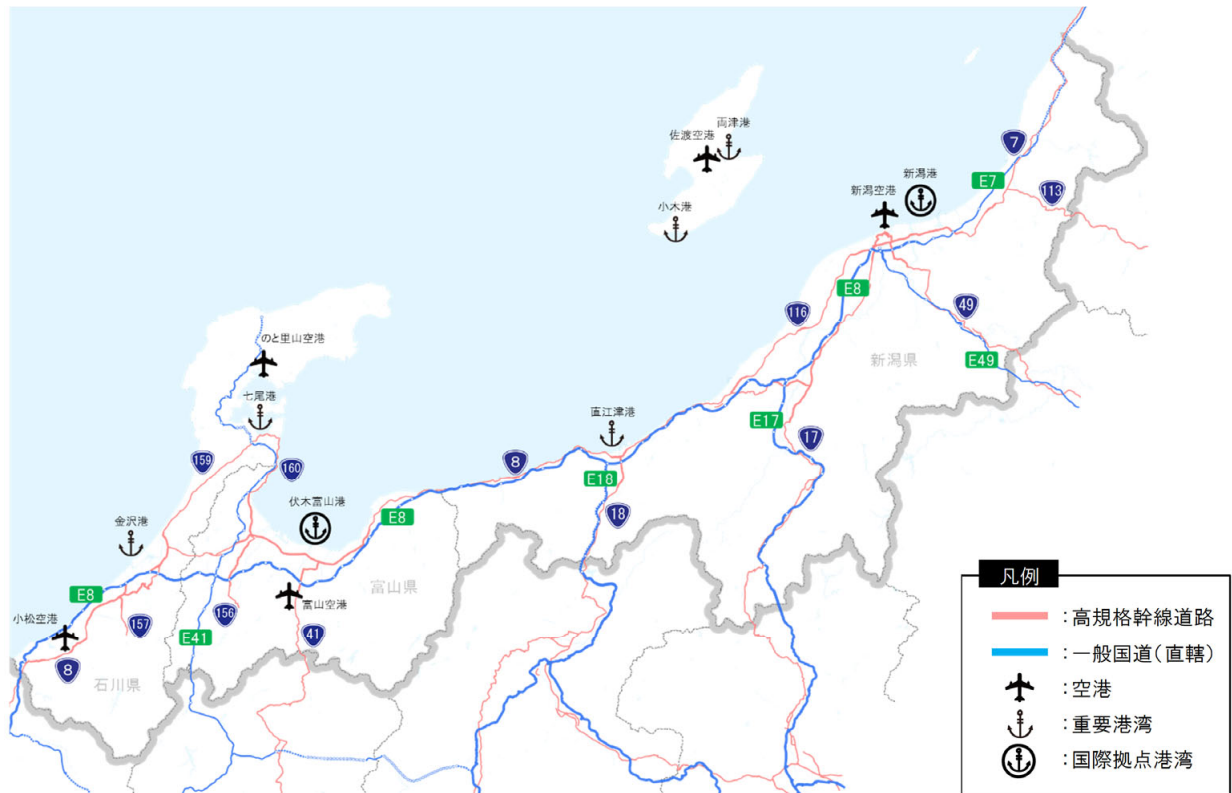 両津港
佐渡空港
7
新潟港
E7
新潟空港
113
小木港
E8
116
49
新潟県
E49
のと里山空港
七尾港
直江津港
E17
17
159
160
8
E18
伏木富山港
18
E8
金沢港
富山県
E8
富山空港
小松空港
157
156
41
E41
8
石川県
凡例
:高規格幹線道路
:一般国道(直轄)
:空港
:重要港湾
:国際拠点港湾